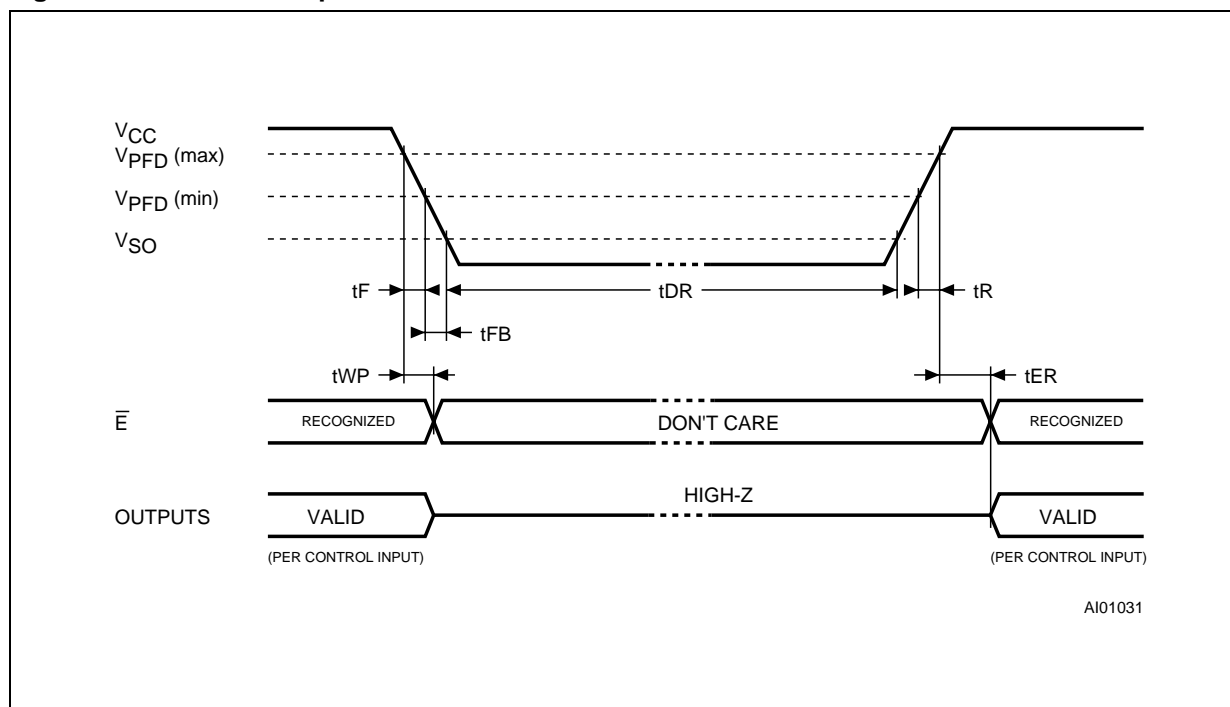 VCC
VPFD (max)
VPFD (min)
VSO
tF
tDR
tR
tFB
tWP
tER
E̅
RECOGNIZED
DON'T CARE
RECOGNIZED
HIGH-Z
OUTPUTS
VALID
VALID
(PER CONTROL INPUT)
(PER CONTROL INPUT)
AI01031